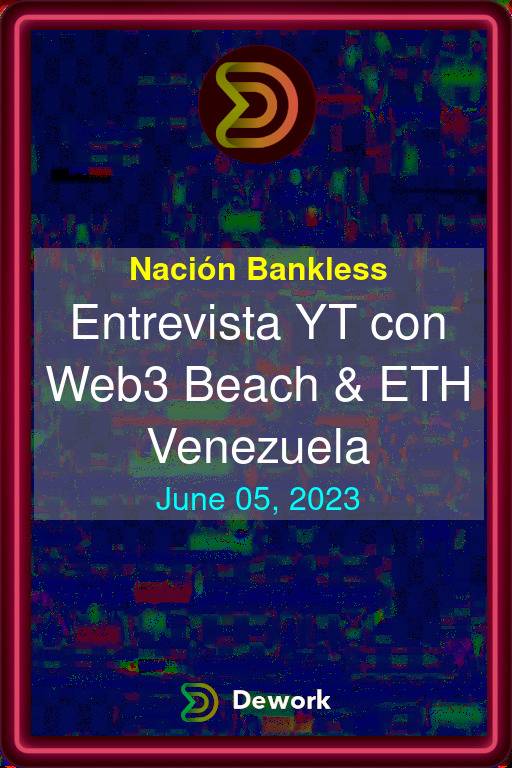 Nación Bankless
Entrevista YT con
Web3 Beach & ETH
Venezuela
June 05, 2023
Dework